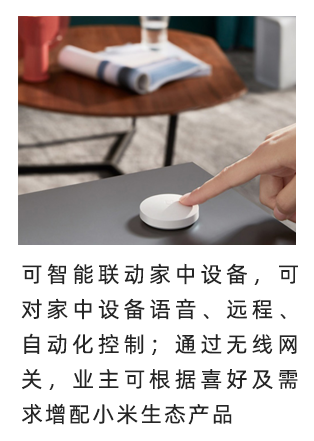 可智能联动家中设备，可
对家中设备语音、远程、
自动化控制；通过无线网
关，业主可根据喜好及需
求增配小米生态产品